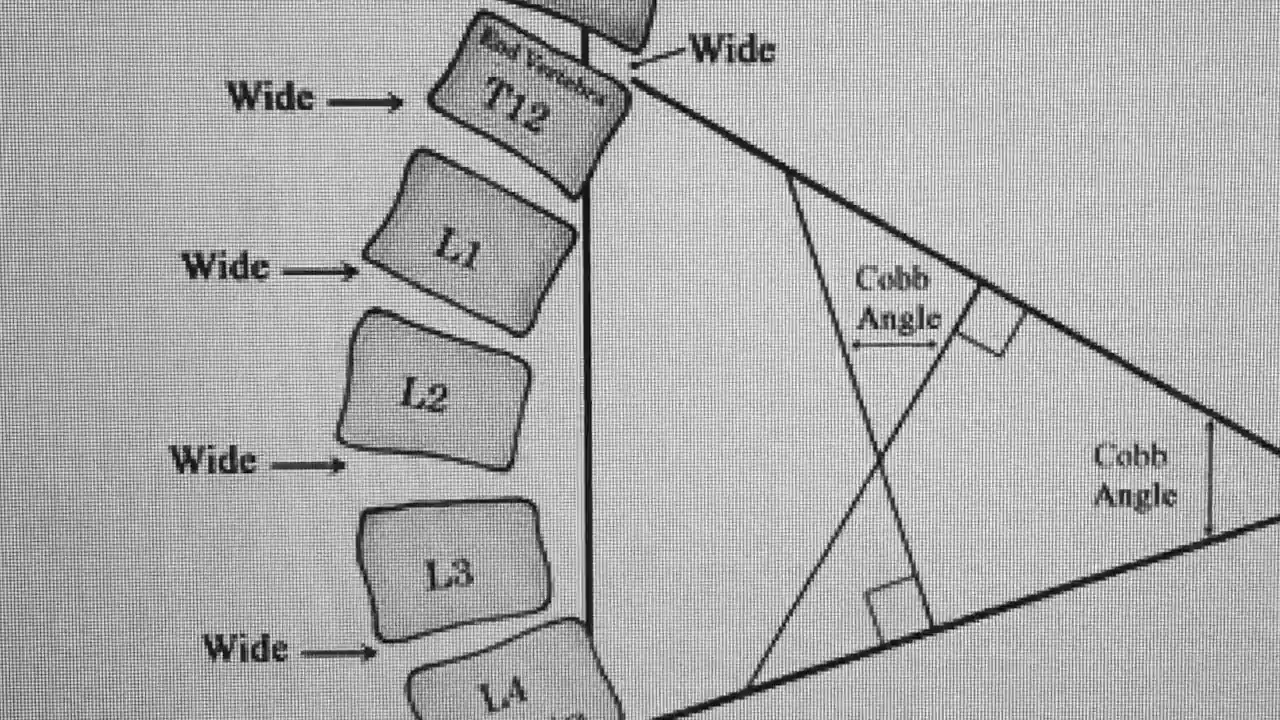 Wide
End Vertebra
Wide
T12
Wide
L1
Cobb
Angle
L2
Wide
Cobb
Angle
L3
Wide
L4